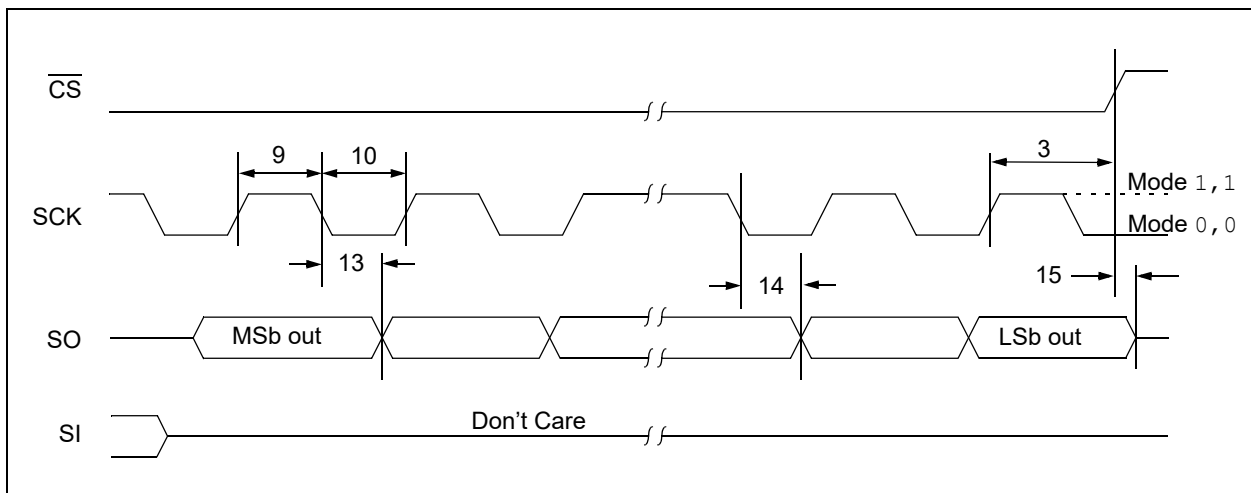 CS
9
10
3
Mode 1,1
SCK
Mode 0,0
13
14
15
SO
MSb out
LSb out
SI
Don't Care